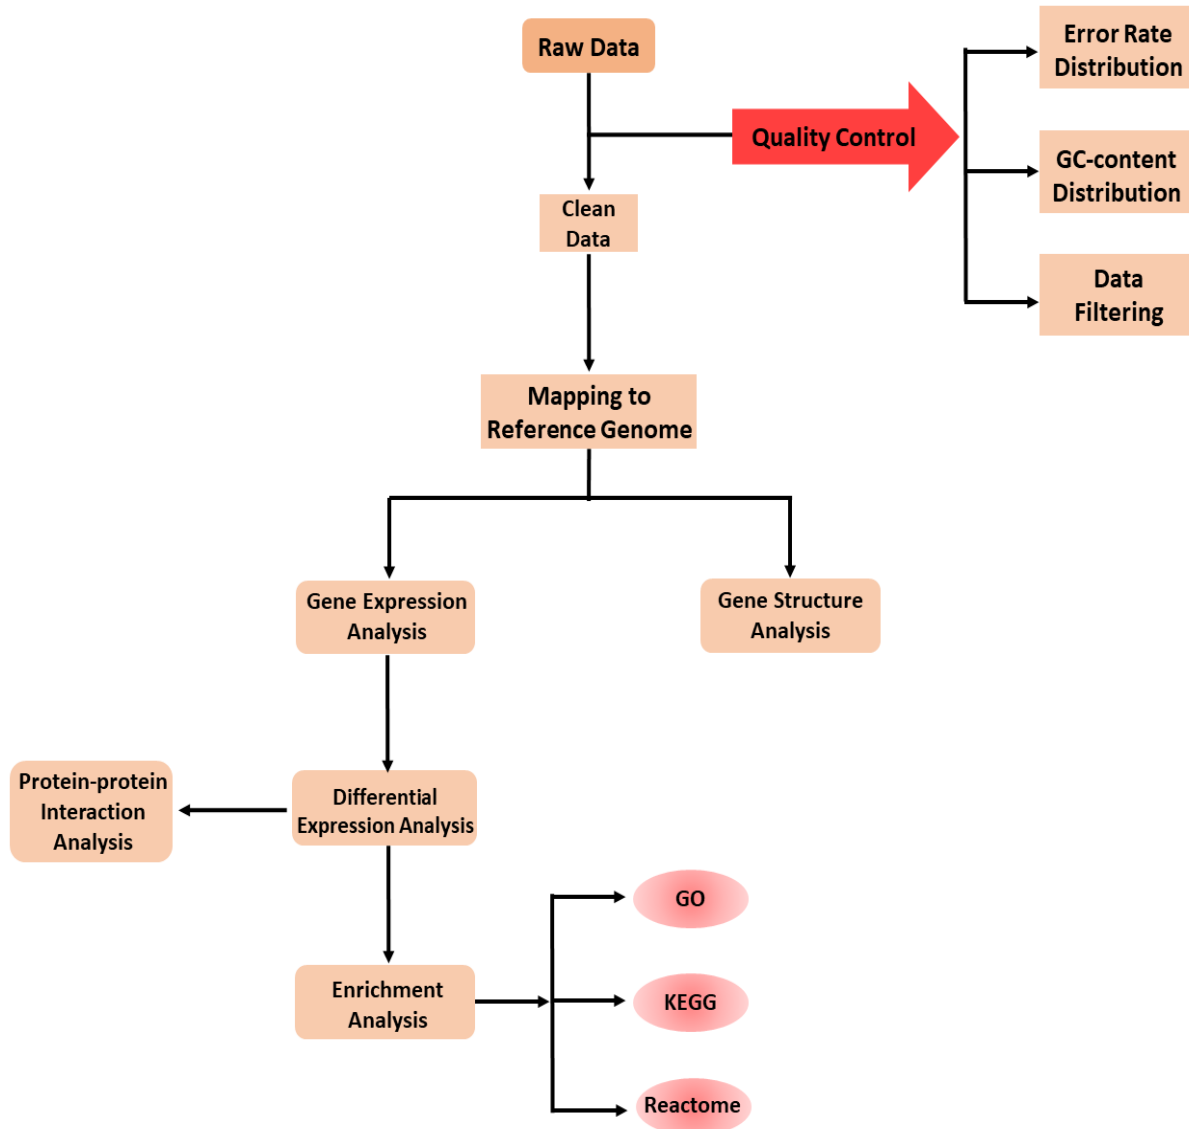 Raw Data
Error Rate
Distribution
Quality Control
GC-content
Distribution
Clean
Data
Data
Filtering
Mapping to
Reference Genome
Gene Expression
Analysis
Gene Structure
Analysis
Protein-protein
Interaction
Analysis
Differential
Expression Analysis
GO
Enrichment
Analysis
KEGG
Reactome